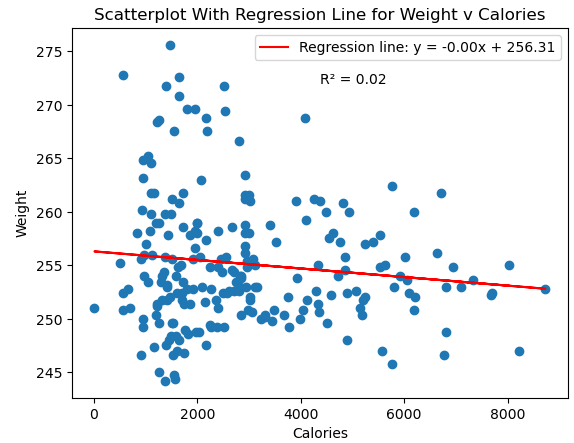 Scatterplot With Regression Line for Weight v Calories
Regression line: y = -0.00x + 256.31
R² = 0.02
275
270
265
260
255
250
245
Weight
0 2000 4000 6000 8000
Calories